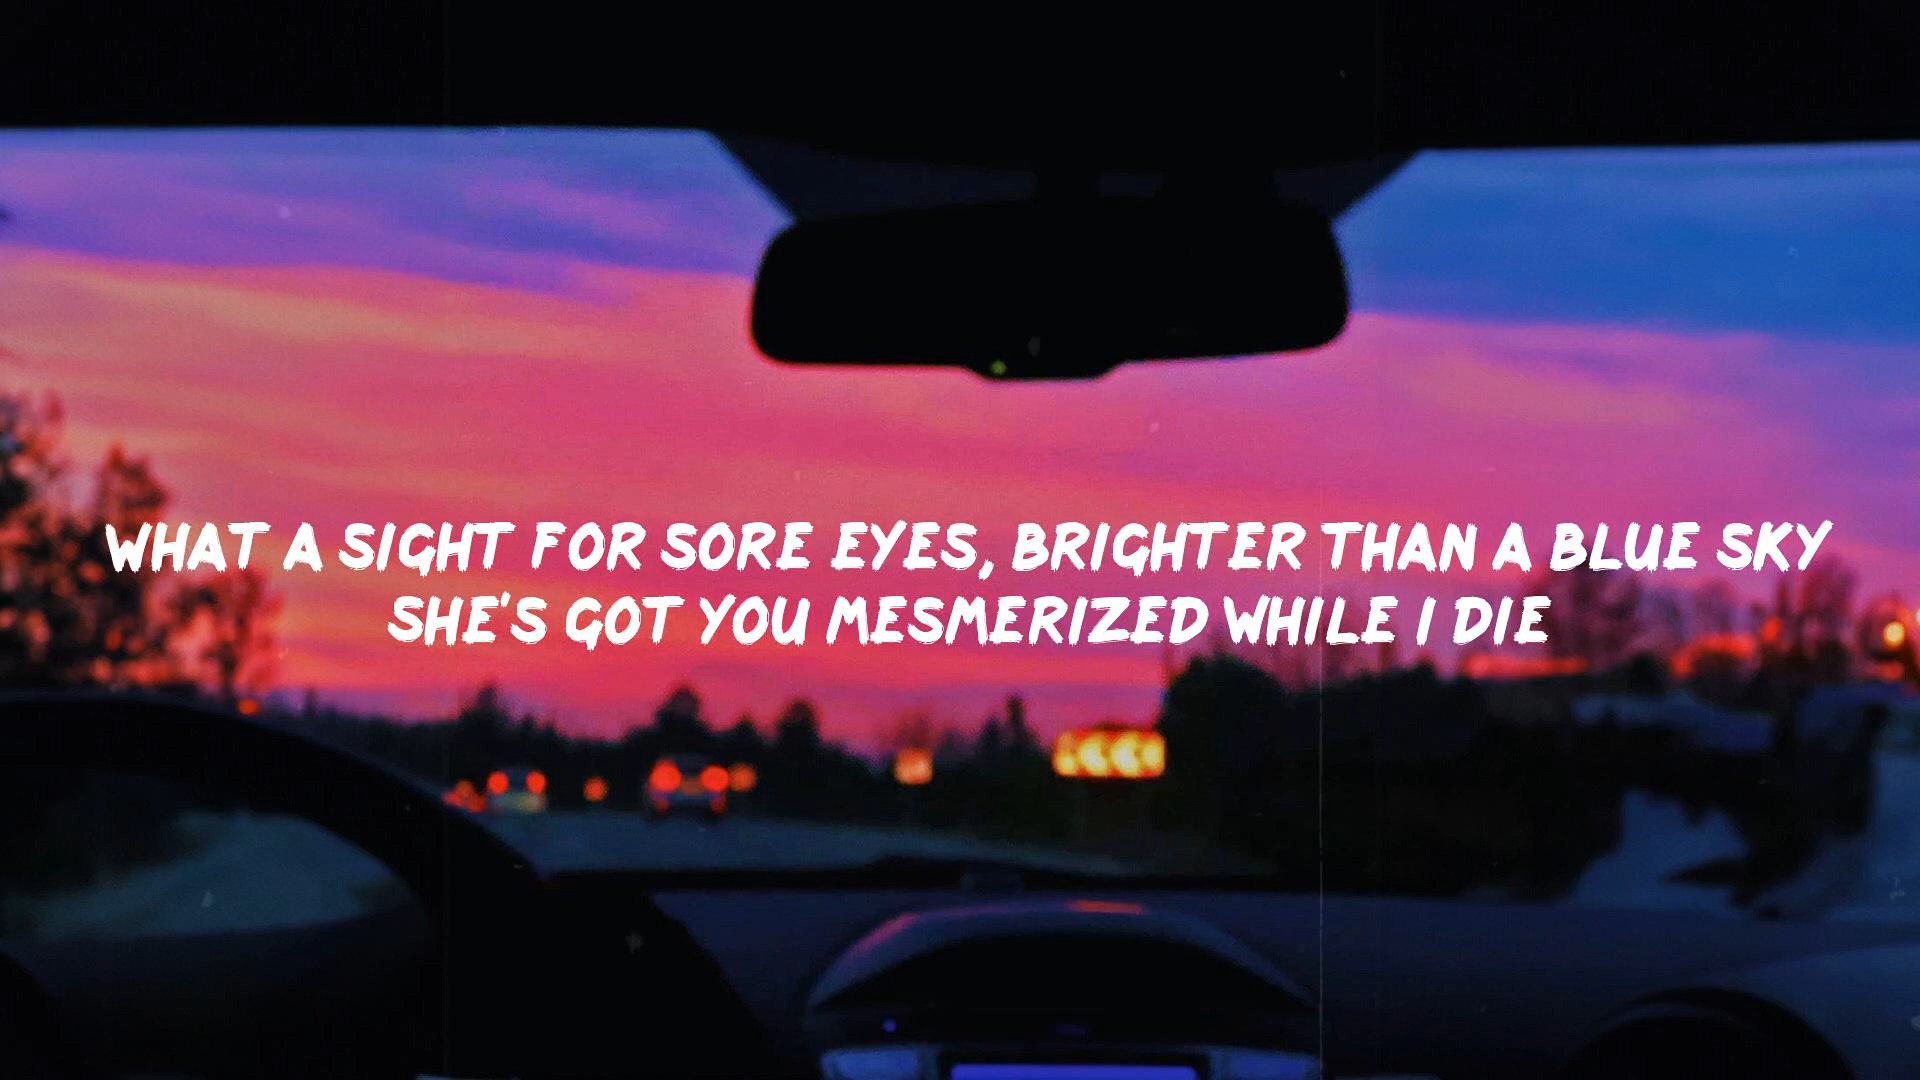 WHAT A SIGHT FOR SORE EYES, BRIGHTER THAN A BLUE SKY
SHE'S GOT YOU MESMERIZED WHILE I DIE